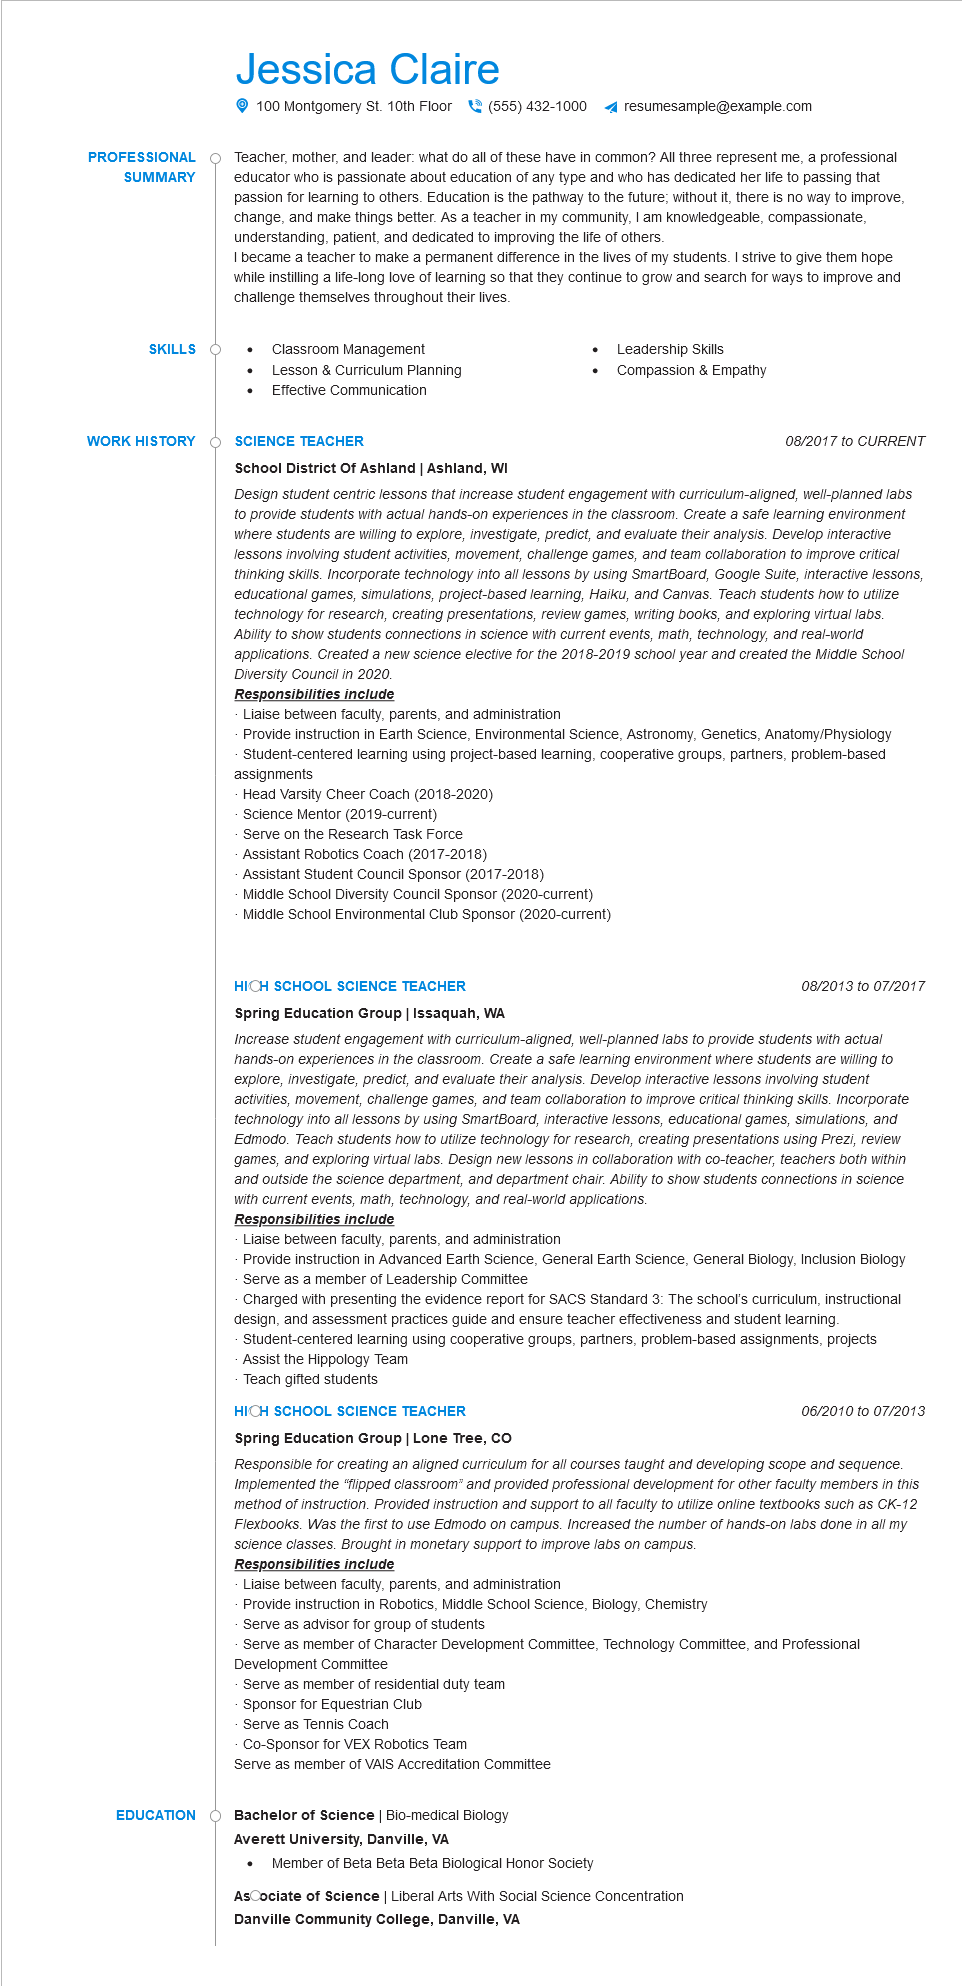 Jessica Claire
100 Montgomery St. 10th Floor (555) 432-1000 resumesample@example.com
PROFESSIONAL SUMMARY
Teacher, mother, and leader: what do all of these have in common? All three represent me, a professional
educator who is passionate about education of any type and who has dedicated her life to passing that
passion for learning to others. Education is the pathway to the future; without it, there is no way to improve,
change, and make things better. As a teacher in my community, I am knowledgeable, compassionate,
understanding, patient, and dedicated to improving the life of others.
I became a teacher to make a permanent difference in the lives of my students. I strive to give them hope
while instilling a life-long love of learning so that they continue to grow and search for ways to improve and
challenge themselves throughout their lives.
SKILLS
• Classroom Management
• Lesson & Curriculum Planning
• Effective Communication
• Leadership Skills
• Compassion & Empathy
WORK HISTORY
SCIENCE TEACHER 08/2017 to CURRENT
School District Of Ashland | Ashland, WI
Design student centric lessons that increase student engagement with curriculum-aligned, well-planned labs
to provide students with actual hands-on experiences in the classroom. Create a safe learning environment
where students are willing to explore, investigate, predict, and evaluate their analysis. Develop interactive
lessons involving student activities, movement, challenge games, and team collaboration to improve critical
thinking skills. Incorporate technology into all lessons by using SmartBoard, Google Suite, interactive lessons,
educational games, simulations, project-based learning, Haiku, and Canvas. Teach students how to utilize
technology for research, creating presentations, review games, writing books, and exploring virtual labs.
Ability to show students connections in science with current events, math, technology, and real-world
applications. Created a new science elective for the 2018-2019 school year and created the Middle School
Diversity Council in 2020.
Responsibilities include
· Liaise between faculty, parents, and administration
· Provide instruction in Earth Science, Environmental Science, Astronomy, Genetics, Anatomy/Physiology
· Student-centered learning using project-based learning, cooperative groups, partners, problem-based
assignments
· Head Varsity Cheer Coach (2018-2020)
· Science Mentor (2019-current)
· Serve on the Research Task Force
· Assistant Robotics Coach (2017-2018)
· Assistant Student Council Sponsor (2017-2018)
· Middle School Diversity Council Sponsor (2020-current)
· Middle School Environmental Club Sponsor (2020-current)
HIGH SCHOOL SCIENCE TEACHER 08/2013 to 07/2017
Spring Education Group | Issaquah, WA
Increase student engagement with curriculum-aligned, well-planned labs to provide students with actual
hands-on experiences in the classroom. Create a safe learning environment where students are willing to
explore, investigate, predict, and evaluate their analysis. Develop interactive lessons involving student
activities, movement, challenge games, and team collaboration to improve critical thinking skills. Incorporate
technology into all lessons by using SmartBoard, interactive lessons, educational games, simulations, and
Edmodo. Teach students how to utilize technology for research, creating presentations using Prezi, review
games, and exploring virtual labs. Design new lessons in collaboration with co-teacher, teachers both within
and outside the science department, and department chair. Ability to show students connections in science
with current events, math, technology, and real-world applications.
Responsibilities include
· Liaise between faculty, parents, and administration
· Provide instruction in Advanced Earth Science, General Earth Science, General Biology, Inclusion Biology
· Serve as a member of Leadership Committee
· Charged with presenting the evidence report for SACS Standard 3: The school's curriculum, instructional
design, and assessment practices guide and ensure teacher effectiveness and student learning.
· Student-centered learning using cooperative groups, partners, problem-based assignments, projects
· Assist the Hippology Team
· Teach gifted students
HIGH SCHOOL SCIENCE TEACHER 06/2010 to 07/2013
Spring Education Group | Lone Tree, CO
Responsible for creating an aligned curriculum for all courses taught and developing scope and sequence.
Implemented the “flipped classroom” and provided professional development for other faculty members in this
method of instruction. Provided instruction and support to all faculty to utilize online textbooks such as CK-12
Flexbooks. Was the first to use Edmodo on campus. Increased the number of hands-on labs done in all my
science classes. Brought in monetary support to improve labs on campus.
Responsibilities include
· Liaise between faculty, parents, and administration
· Provide instruction in Robotics, Middle School Science, Biology, Chemistry
· Serve as advisor for group of students
· Serve as member of Character Development Committee, Technology Committee, and Professional
Development Committee
· Serve as member of residential duty team
· Sponsor for Equestrian Club
· Serve as Tennis Coach
· Co-Sponsor for VEX Robotics Team
Serve as member of VAIS Accreditation Committee
EDUCATION
Bachelor of Science | Bio-medical Biology
Averett University, Danville, VA
• Member of Beta Beta Beta Biological Honor Society
Associate of Science | Liberal Arts With Social Science Concentration
Danville Community College, Danville, VA